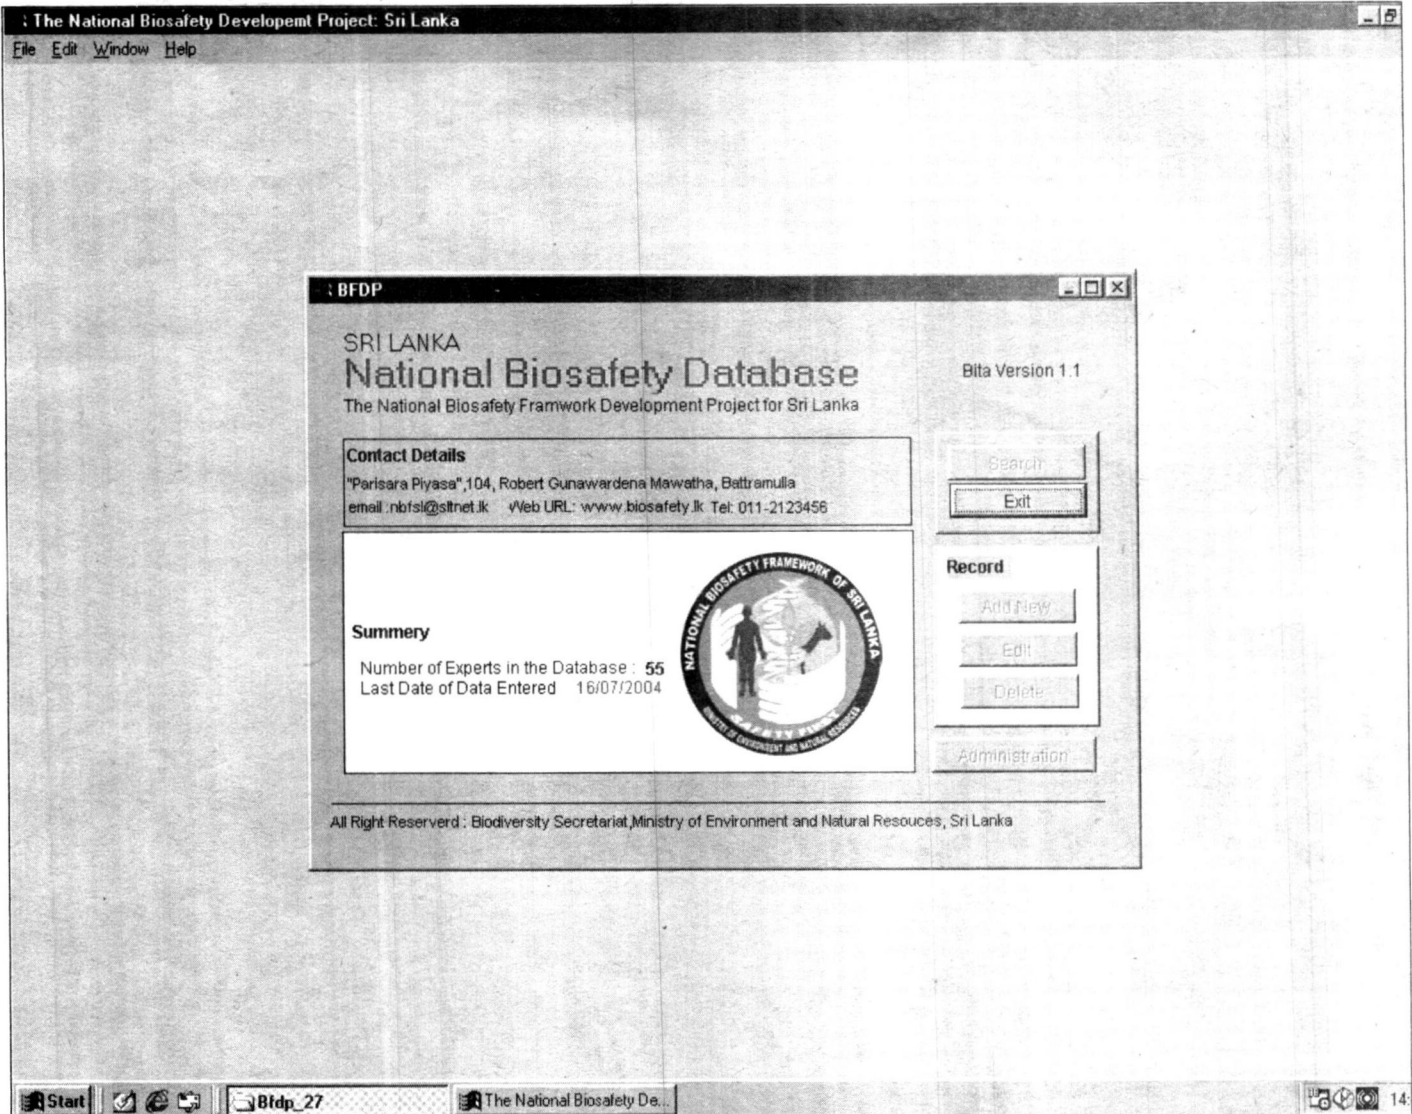 The National Biosafety Developemt Project: Sri Lanka
File Edit Window Help
BFDP
SRI LANKA
National Biosafety Database
Bita Version 1.1
The National Biosafety Framwork Development Project for Sri Lanka
Contact Details
"Parisara Piyasa",104, Robert Gunawardena Mawatha, Battramulla
email :nbfsl@sltnet.lk Web URL: www.biosafety.lk Tel: 011-2123456
Search
Exit
Summery
Number of Experts in the Database : 55
Last Date of Data Entered 16/07/2004
NATIONAL BIOSAFETY FRAMEWORK OF SRI LANKA
SAFETY FIRST
MINISTRY OF ENVIRONMENT AND NATURAL RESOURCES
Record
Add New
Edit
Delete
Administration
All Right Reserverd : Biodiversity Secretariat,Ministry of Environment and Natural Resouces, Sri Lanka
Start Bfdp_27 The National Biosafety De... 14: